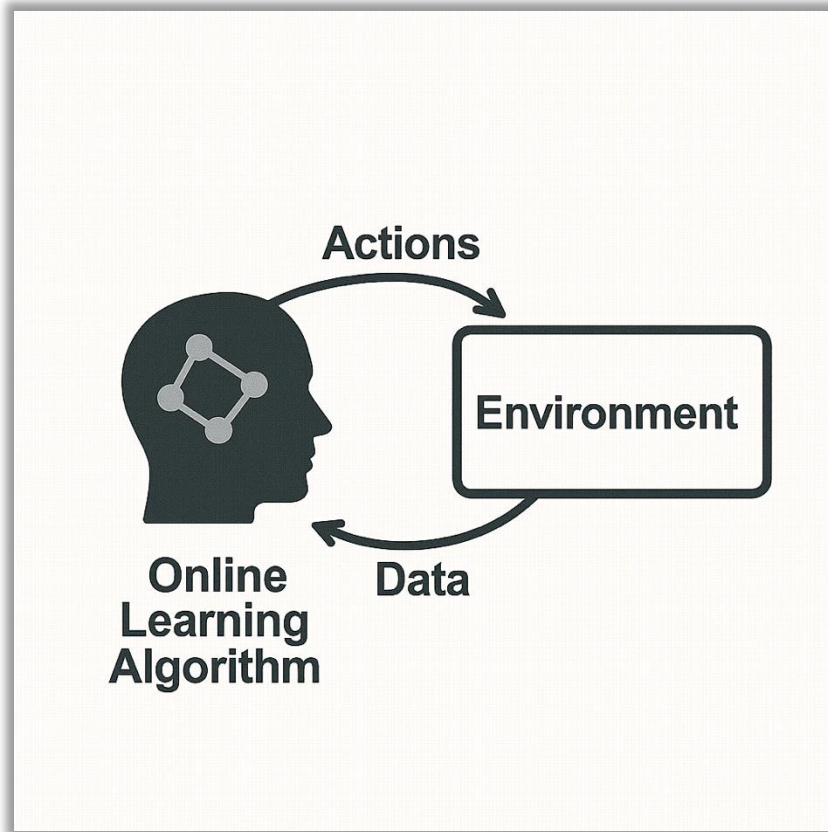 Actions
Environment
Data
Online
Learning
Algorithm